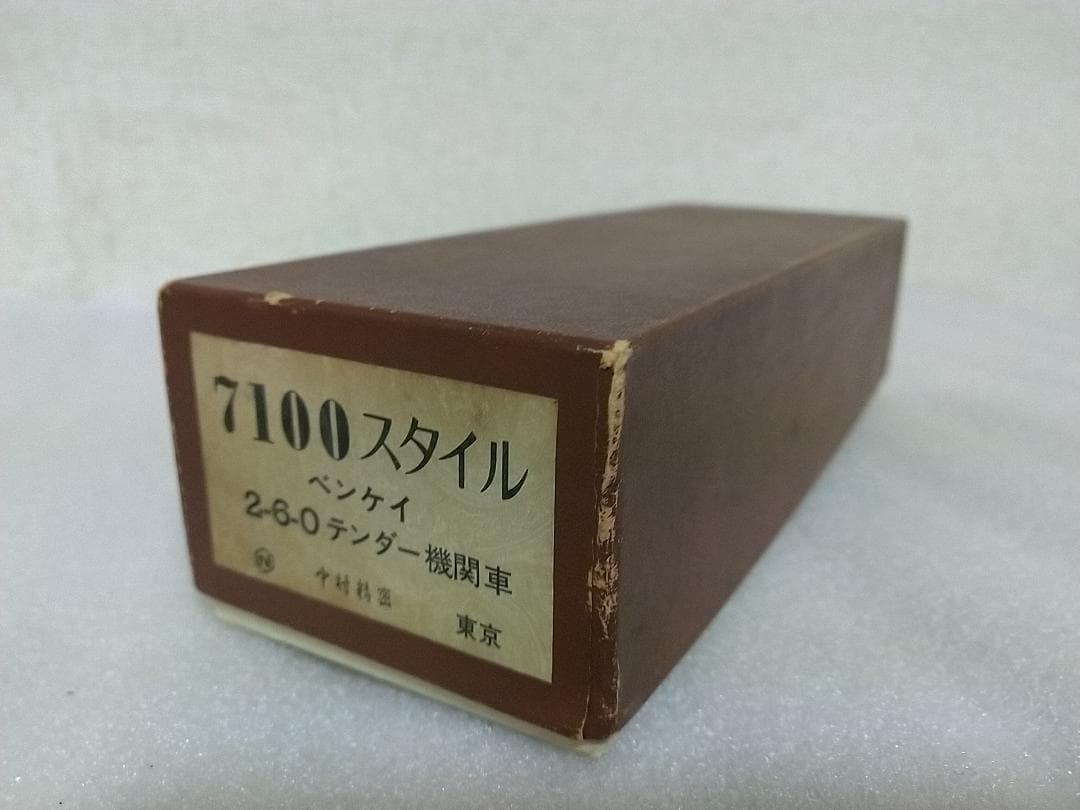 7100スタイル
ベンケイ
2-6-0テンダー機関車
中村精密
東京